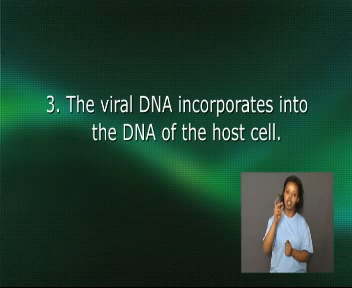 3. The viral DNA incorporates into
the DNA of the host cell.